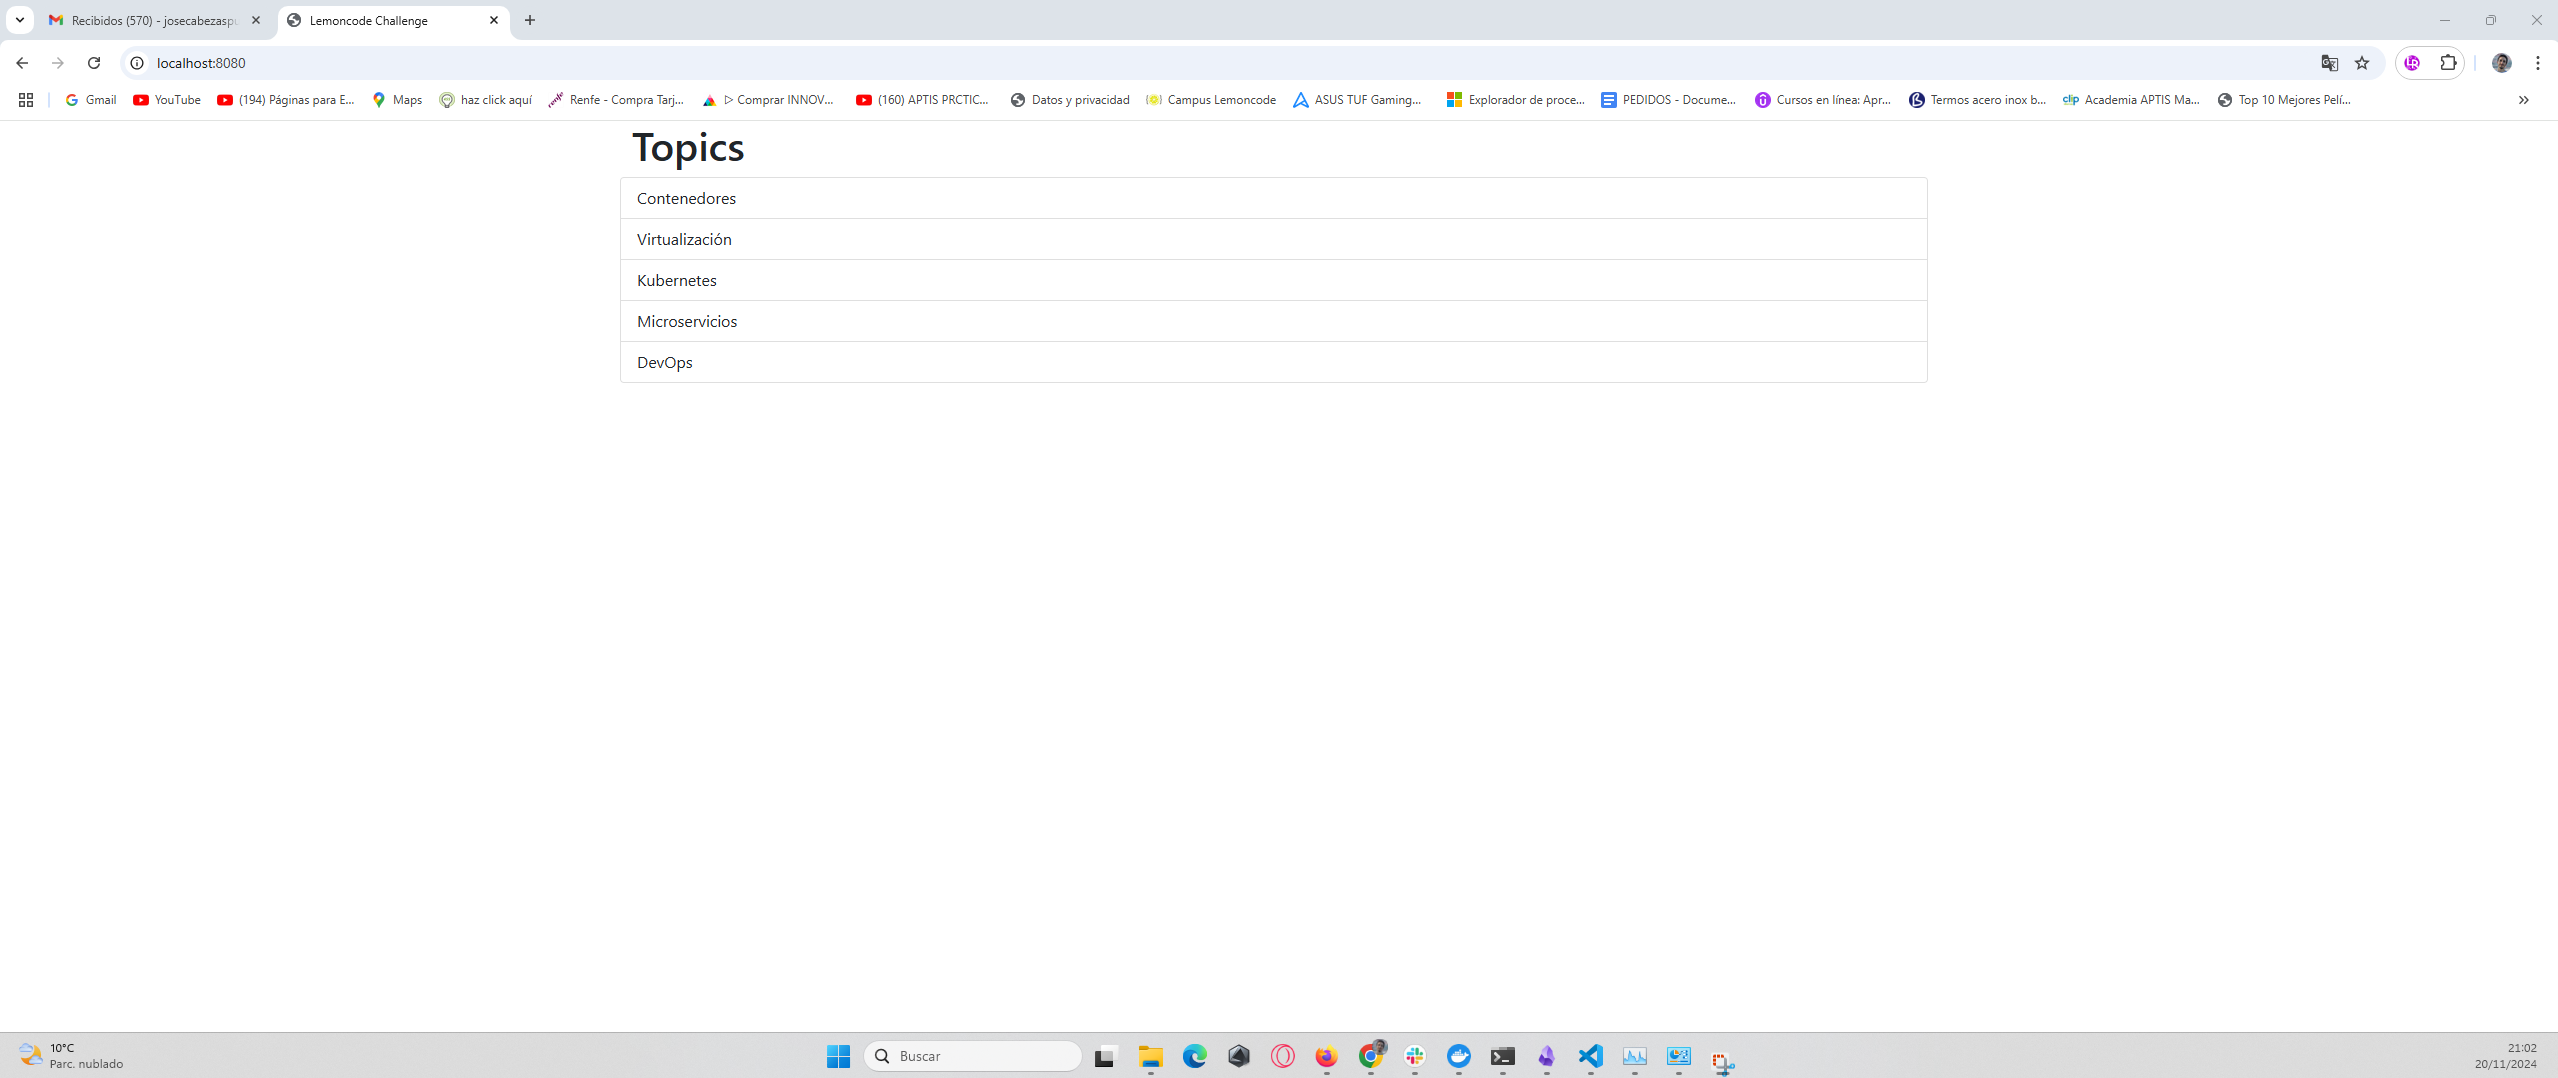 Recibidos (570) - josecabezaspu
Lemoncode Challenge
localhost:8080
Gmail
YouTube
(194) Páginas para E...
Maps
haz click aquí
Renfe - Compra Tarj...
▷ Comprar INNOV...
(160) APTIS PRCTIC...
Datos y privacidad
Campus Lemoncode
ASUS TUF Gaming...
Explorador de proce...
PEDIDOS - Docume...
Cursos en línea: Apr...
Termos acero inox b...
clip
Academia APTIS Ma...
Top 10 Mejores Pelí...
Topics
Contenedores
Virtualización
Kubernetes
Microservicios
DevOps
10°C
Parc. nublado
Buscar
21:02
20/11/2024